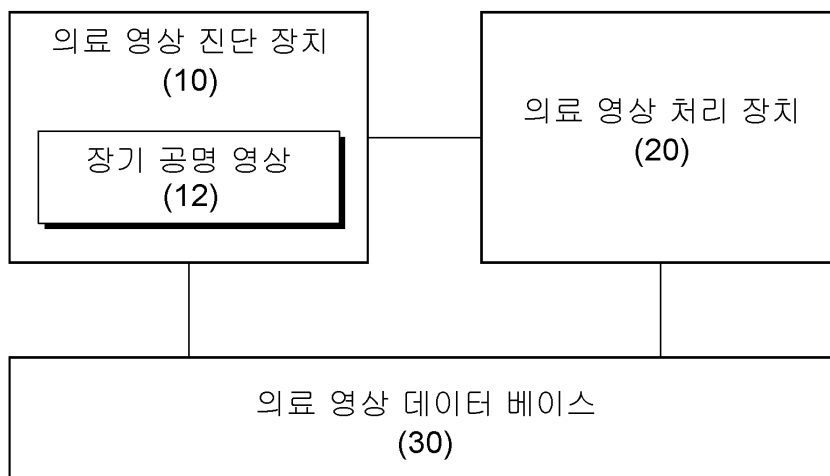 의료 영상 진단 장치
(10)
장기 공명 영상
(12)
의료 영상 처리 장치
(20)
의료 영상 데이터 베이스
(30)